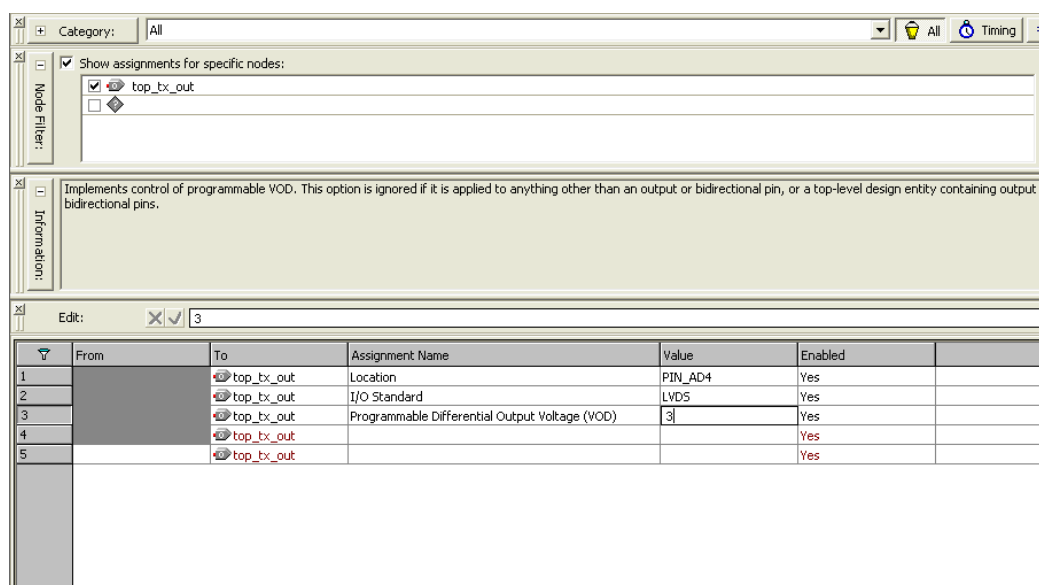 Category: All All Timing
Show assignments for specific nodes:
top_tx_out
Node Filter:
Implements control of programmable VOD. This option is ignored if it is applied to anything other than an output or bidirectional pin, or a top-level design entity containing output
bidirectional pins.
Information:
Edit: 3
From To Assignment Name Value Enabled
1 top_tx_out Location PIN_AD4 Yes
2 top_tx_out I/O Standard LVDS Yes
3 top_tx_out Programmable Differential Output Voltage (VOD) 3 Yes
4 top_tx_out Yes
5 top_tx_out Yes